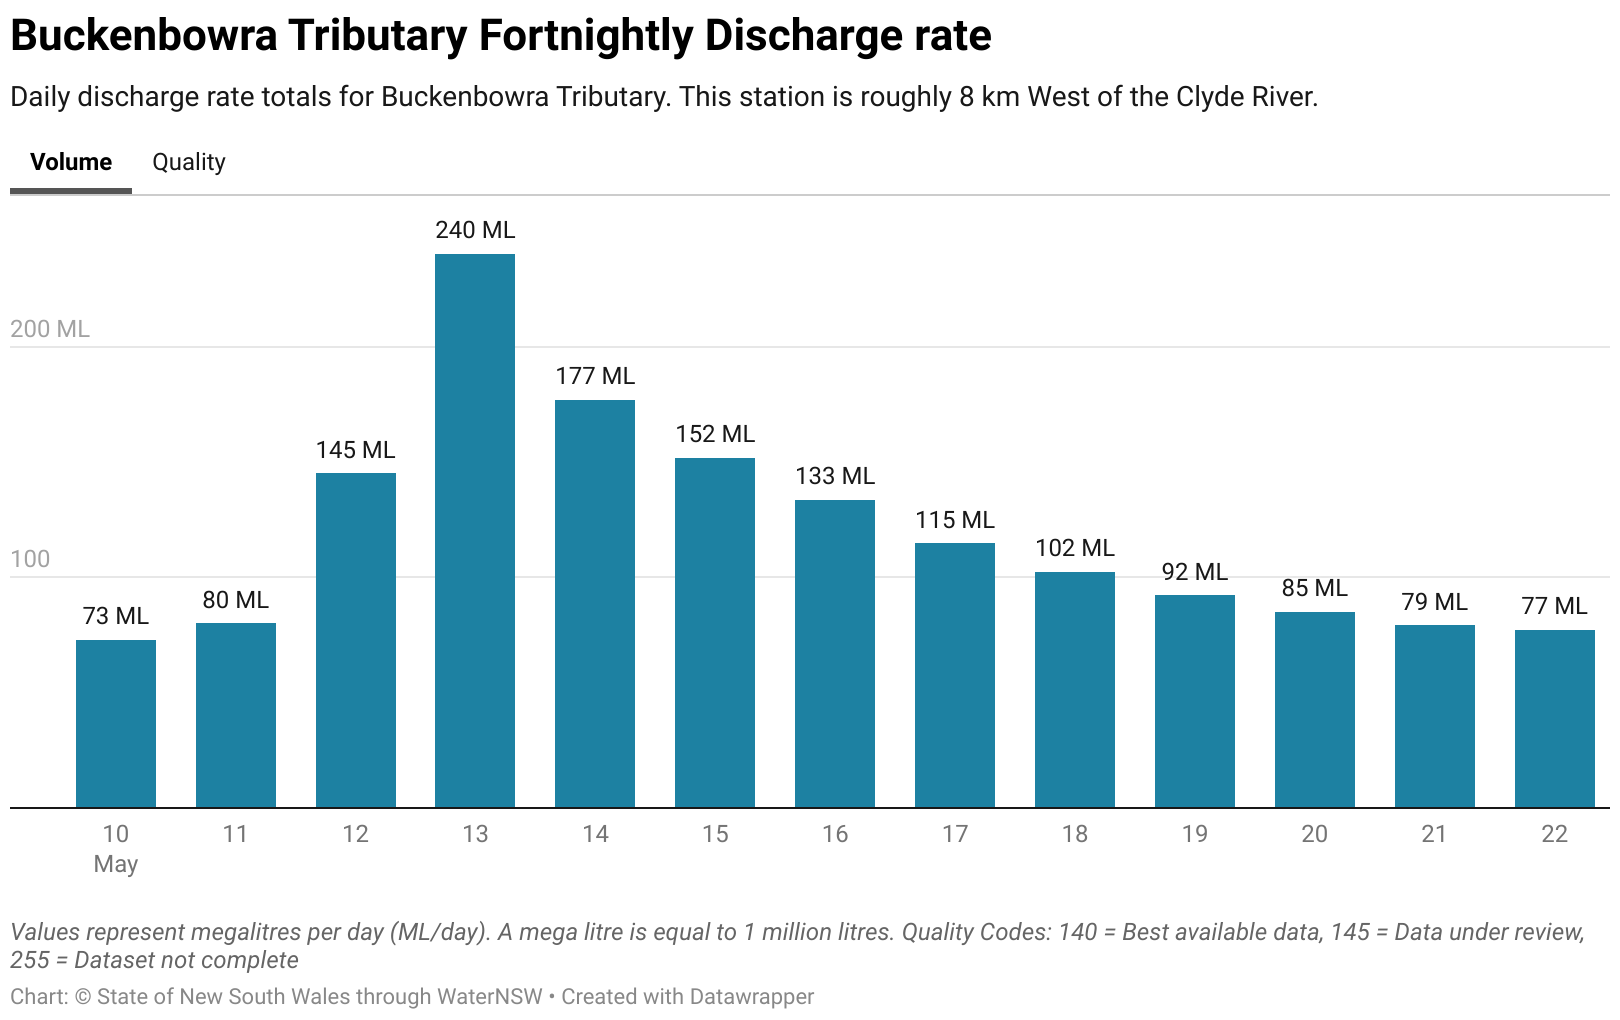 Buckenbowra Tributary Fortnightly Discharge rate
Daily discharge rate totals for Buckenbowra Tributary. This station is roughly 8 km West of the Clyde River.
Volume Quality
240 ML
200 ML
177 ML
152 ML
145 ML
133 ML
115 ML
102 ML
100
92 ML
85 ML
80 ML
79 ML
77 ML
73 ML
10 11 12 13 14 15 16 17 18 19 20 21 22
May
Values represent megalitres per day (ML/day). A mega litre is equal to 1 million litres. Quality Codes: 140 = Best available data, 145 = Data under review,
255 = Dataset not complete
Chart: © State of New South Wales through WaterNSW • Created with Datawrapper